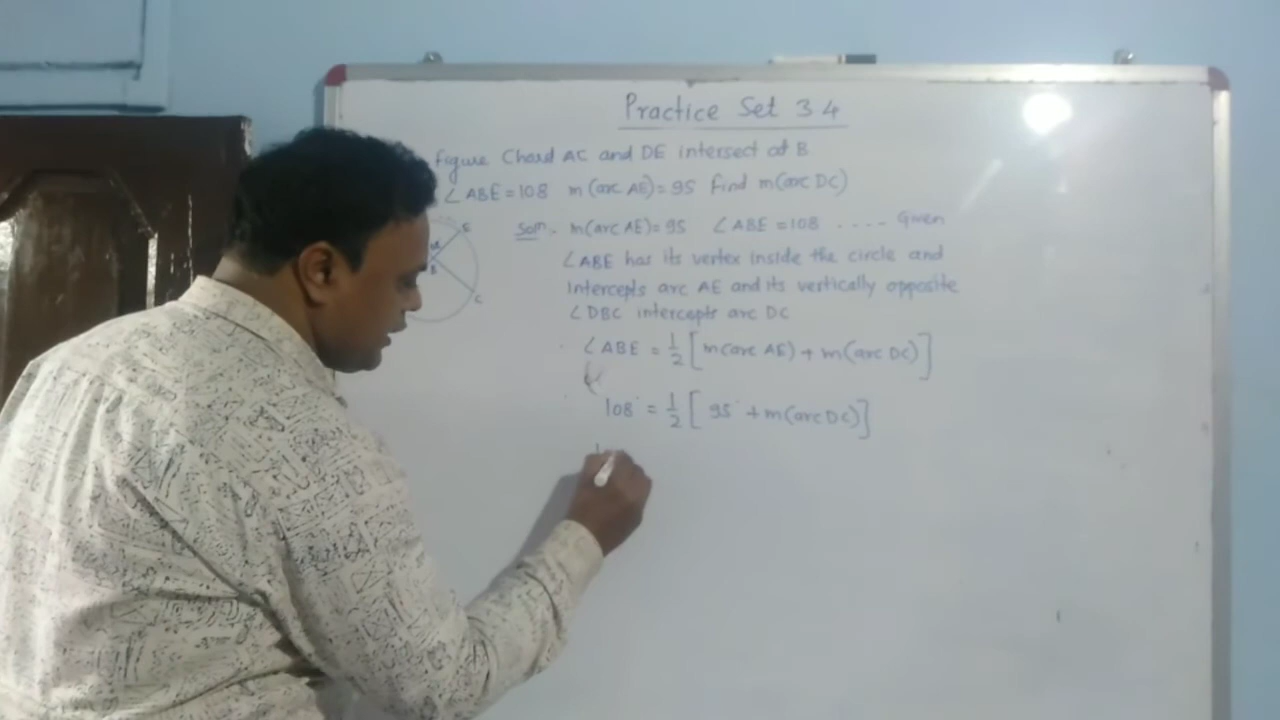 Practice Set 3 4
figure Chord AC and DE intersect at B
∠ABE = 108 m(arc AE) = 95 Find m(arc DC)
E
B
C
Soln. m(arc AE) = 95 ∠ABE = 108 .... Given
∠ABE has its vertex inside the circle and
Intercepts arc AE and its vertically opposite
∠DBC intercepts arc DC
∠ABE = 1/2 [m(arc AE) + m(arc DC)]
108° = 1/2 [95° + m(arc DC)]